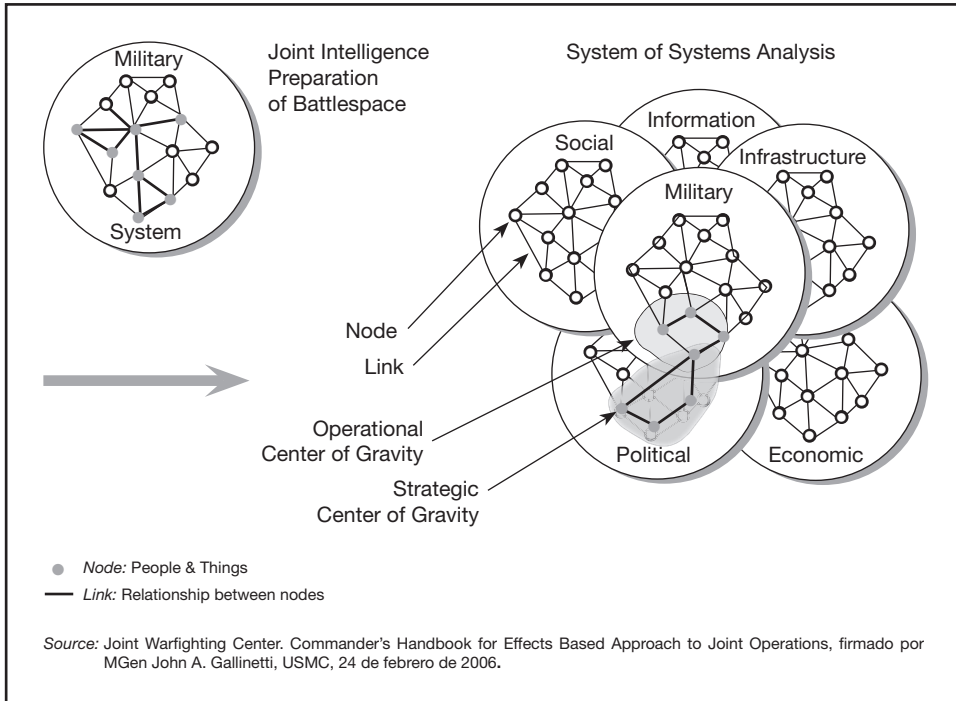 Military
System
Joint Intelligence
Preparation
of Battlespace
System of Systems Analysis
Information
Social
Infrastructure
Military
Node
Link
Operational
Center of Gravity
Strategic
Center of Gravity
Political
Economic
Node: People & Things
Link: Relationship between nodes
Source: Joint Warfighting Center. Commander’s Handbook for Effects Based Approach to Joint Operations, firmado por
MGen John A. Gallinetti, USMC, 24 de febrero de 2006.